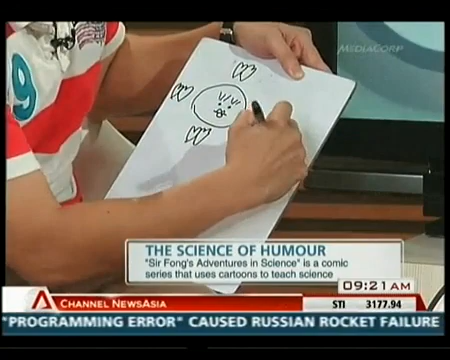 MEDIACORP
9
THE SCIENCE OF HUMOUR
"Sir Fong's Adventures in Science" is a comic
series that uses cartoons to teach science
09:21AM
CHANNEL NEWSASIA
STI 3177.94
"PROGRAMMING ERROR" CAUSED RUSSIAN ROCKET FAILURE